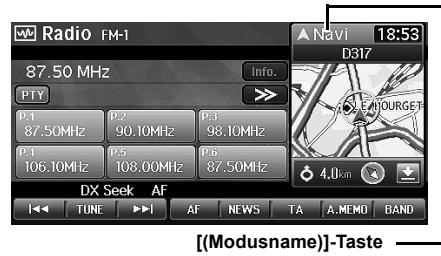 Radio FM-1
Navi 18:53
D317
87.50 MHz Info.
PTY
P.1 87.50MHz P.2 90.10MHz P.3 98.10MHz
P.4 106.10MHz P.5 108.00MHz P.6 87.50MHz
LE BOURGET
4.0km
DX Seek AF
TUNE AF NEWS TA A.MEMO BAND
[(Modusname)]-Taste